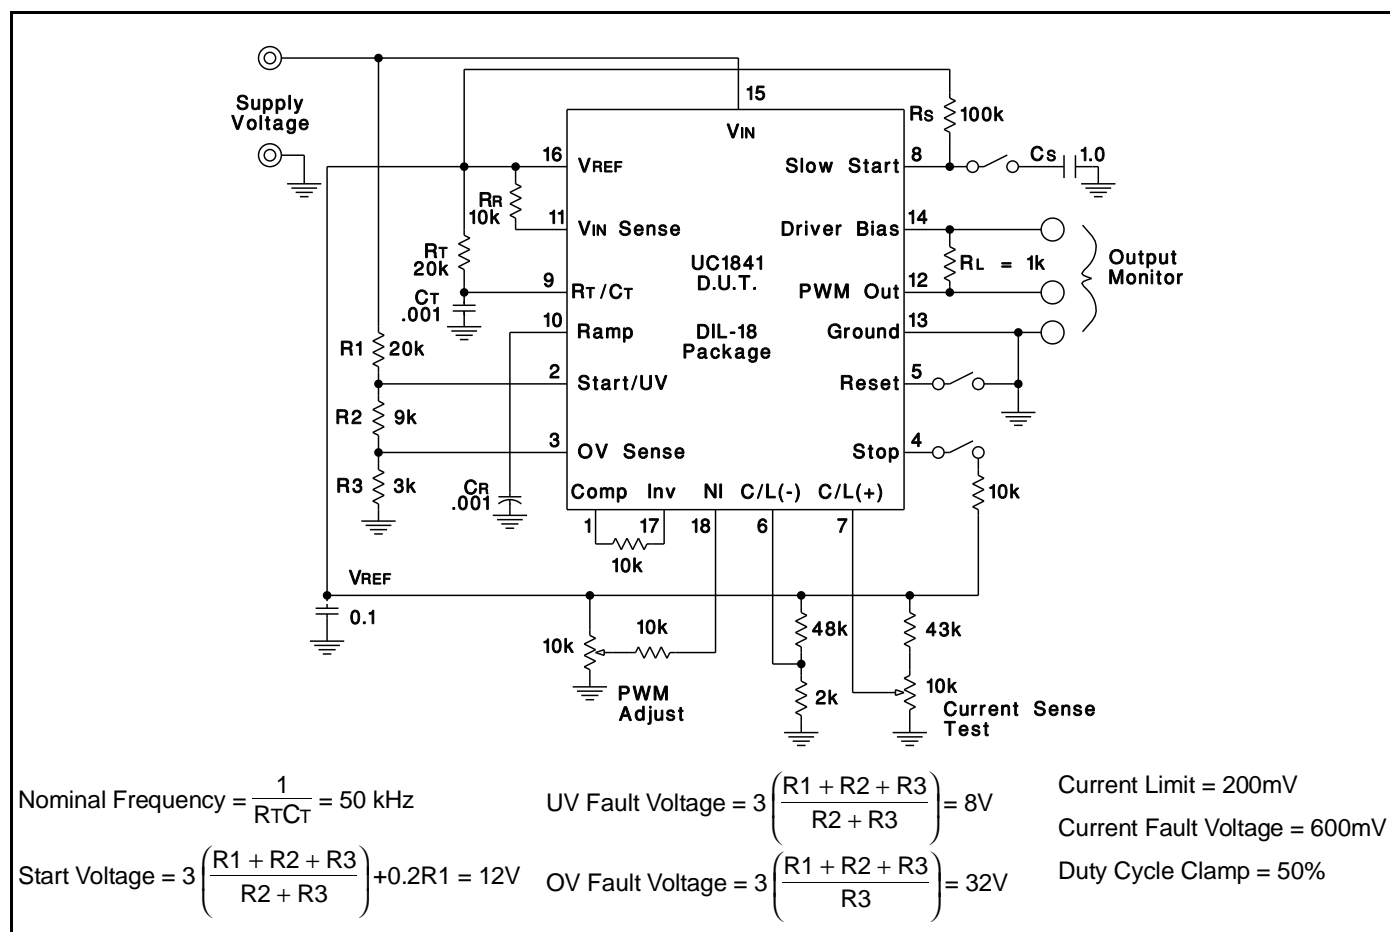 Supply
Voltage
15
VIN
RS
100k
16
VREF
Slow Start
8
CS
1.0
RR
10k
11
VIN Sense
Driver Bias
14
RT
20k
UC1841
D.U.T.
RL = 1k
Output
Monitor
9
RT/CT
PWM Out
12
CT
.001
10
Ramp
DIL-18
Package
Ground
13
R1
20k
2
Start/UV
Reset
5
R2
9k
3
OV Sense
Stop
4
R3
3k
CR
.001
Comp
Inv
NI
C/L(-)
C/L(+)
10k
1
17
18
6
7
10k
VREF
0.1
10k
10k
48k
43k
PWM
Adjust
2k
10k
Current Sense
Test
Nominal Frequency = 1 / RTCT = 50 kHz
UV Fault Voltage = 3 (R1 + R2 + R3 / R2 + R3) = 8V
Current Limit = 200mV
Current Fault Voltage = 600mV
Start Voltage = 3 (R1 + R2 + R3 / R2 + R3) +0.2R1 = 12V
OV Fault Voltage = 3 (R1 + R2 + R3 / R3) = 32V
Duty Cycle Clamp = 50%